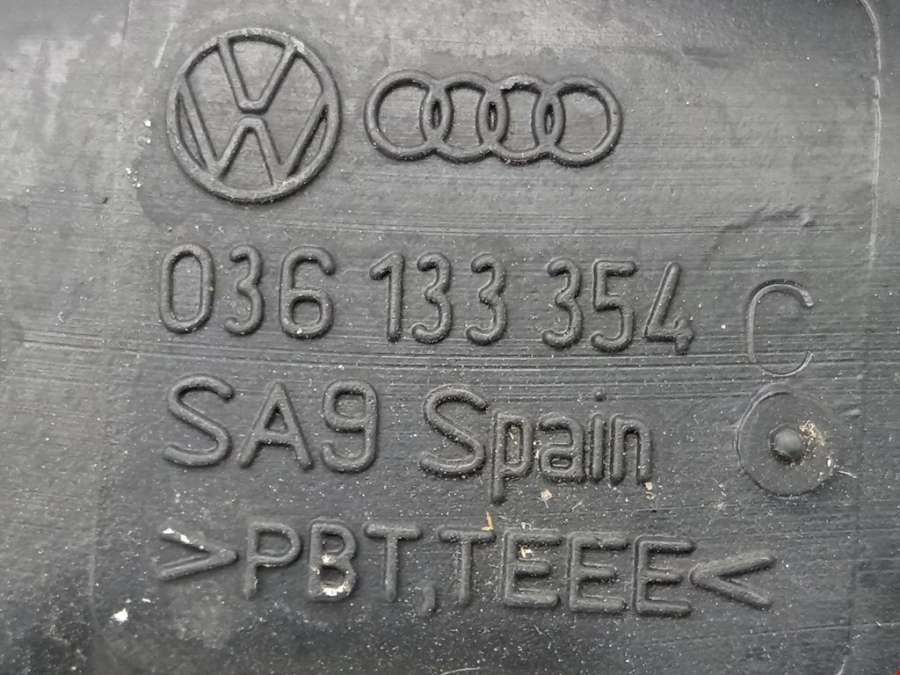 036 133 354 C
SA9 Spain
>PBT,TEEE<